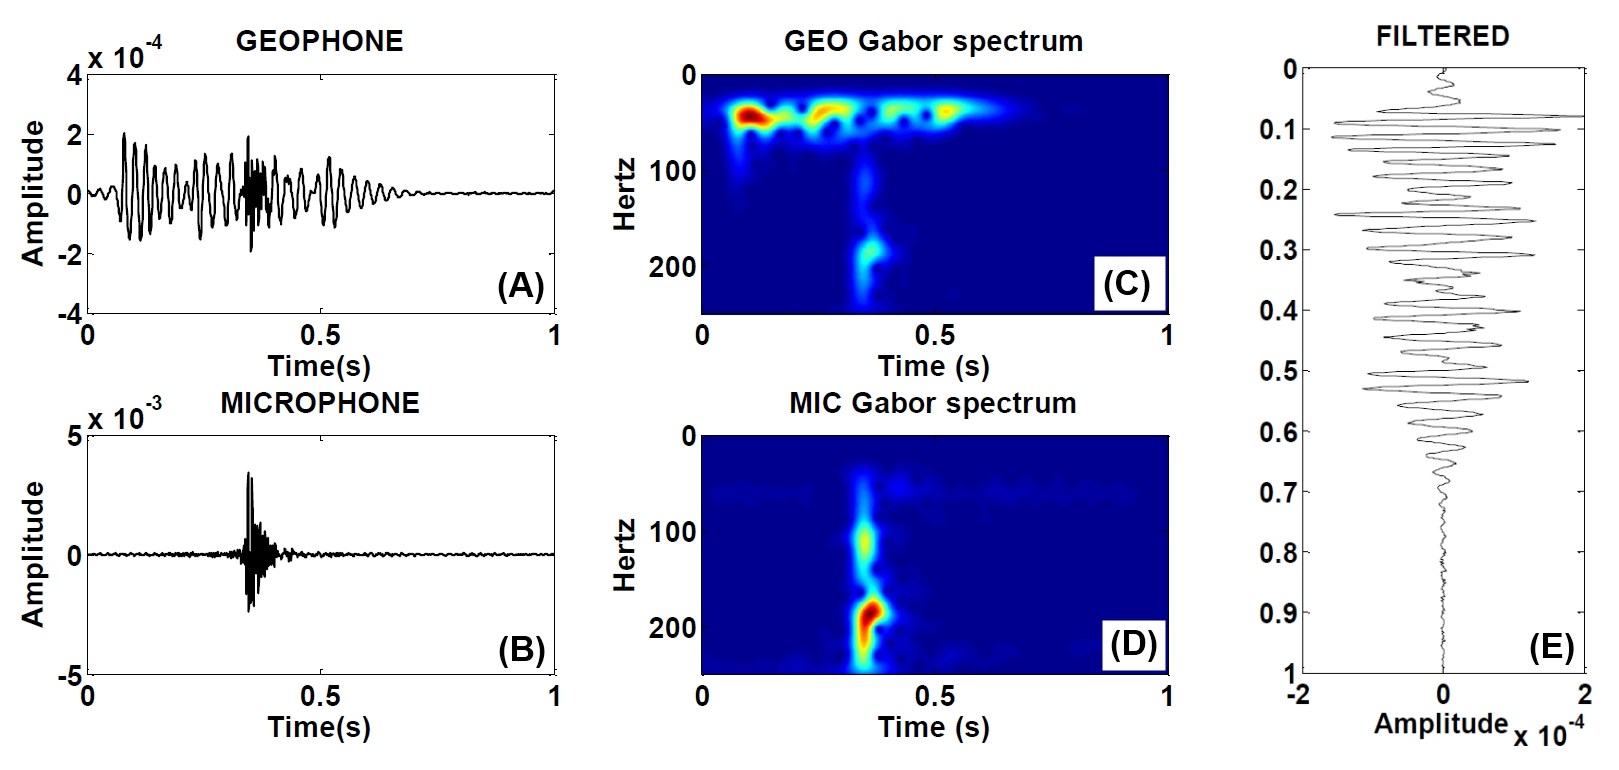 GEOPHONE
x 10-4
4
2
0
-2
-4
Amplitude
0
0.5
1
Time(s)
(A)
MICROPHONE
x 10-3
5
0
-5
Amplitude
0
0.5
1
Time(s)
(B)
GEO Gabor spectrum
0
100
200
Hertz
0
0.5
1
Time (s)
(C)
MIC Gabor spectrum
0
100
200
Hertz
0
0.5
1
Time (s)
(D)
FILTERED
0
0.1
0.2
0.3
0.4
0.5
0.6
0.7
0.8
0.9
1
-2
0
2
Amplitude
x 10-4
(E)